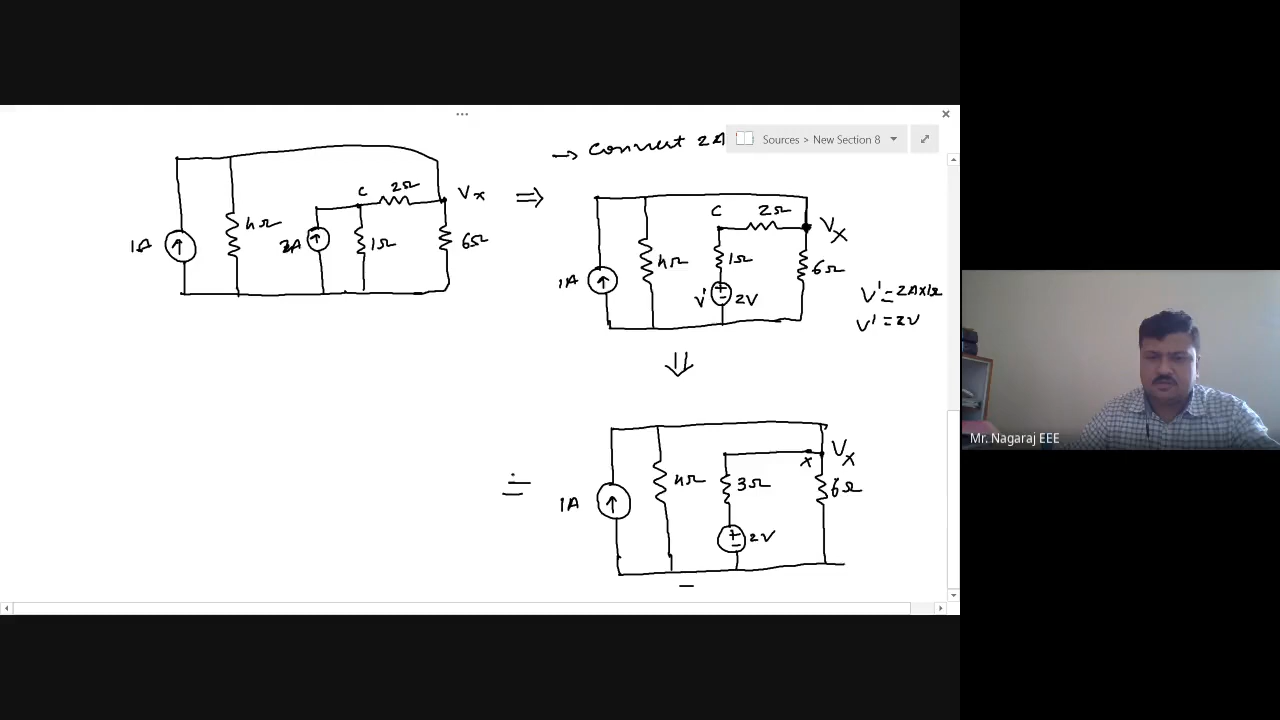 → Convert 2A
Sources > New Section 8
1A
4Ω
2A
C
2Ω
1Ω
Vx
6Ω
⇒
1A
4Ω
C
2Ω
1Ω
V' 2V
Vx
6Ω
V' = 2A×1Ω
V' = 2V
⇓
1A
4Ω
3Ω
2V
x
Vx
6Ω
Mr. Nagaraj EEE